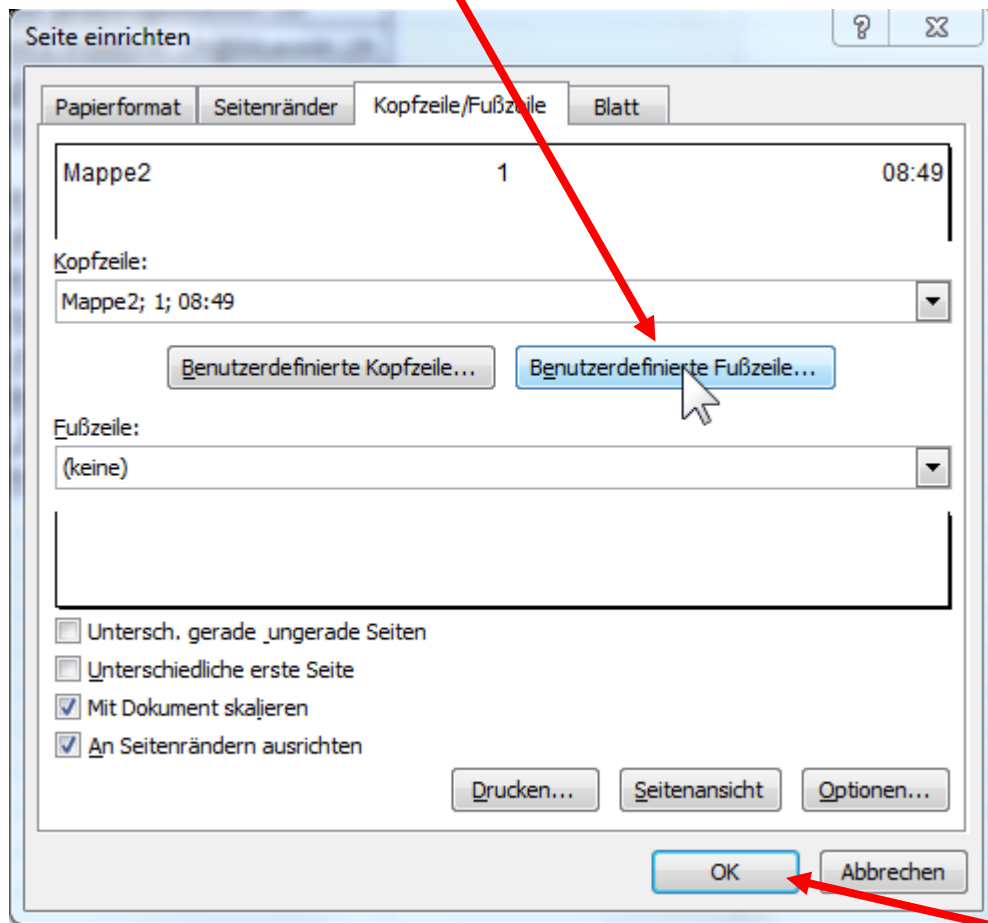 Seite einrichten
Papierformat Seitenränder Kopfzeile/Fußzeile Blatt
Mappe2 1 08:49
Kopfzeile:
Mappe2; 1; 08:49
Benutzerdefinierte Kopfzeile... Benutzerdefinierte Fußzeile...
Fußzeile:
(keine)
Untersch. gerade _ungerade Seiten
Unterschiedliche erste Seite
Mit Dokument skalieren
An Seitenrändern ausrichten
Drucken... Seitenansicht Optionen...
OK Abbrechen